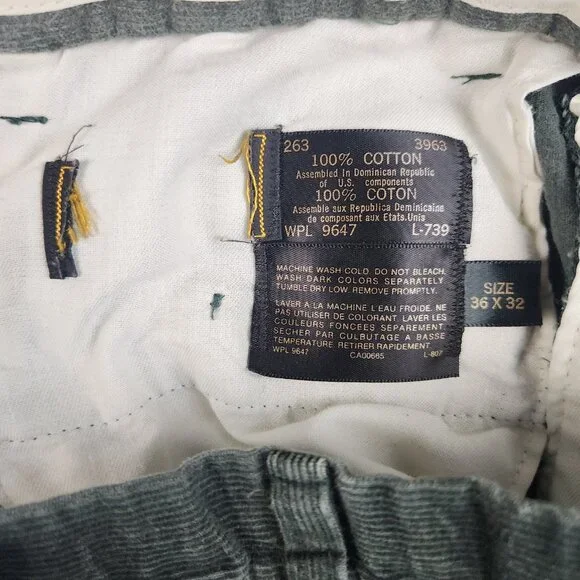 263 3963
100% COTTON
Assembled In Dominican Republic
of U.S. components
100% COTON
Assemble aux Republica Deminicaine
de composant aux Etats.Unis
WPL 9647 L-739
MACHINE WASH COLD. DO NOT BLEACH.
WASH DARK COLORS SEPARATELY
TUMBLE DRY LOW. REMOVE PROMPTLY.
LAVER A LA MACHINE L'EAU FROIDE. NE
PAS UTILISER DE COLORANT. LAVER LES
COULEURS FONCEES SEPARÉMENT.
SECHER PAR CULBUTAGE A BASSE
TEMPERATURE RETIRER RAPIDEMENT.
WPL 9647 CA00665 L-807
SIZE
36 X 32